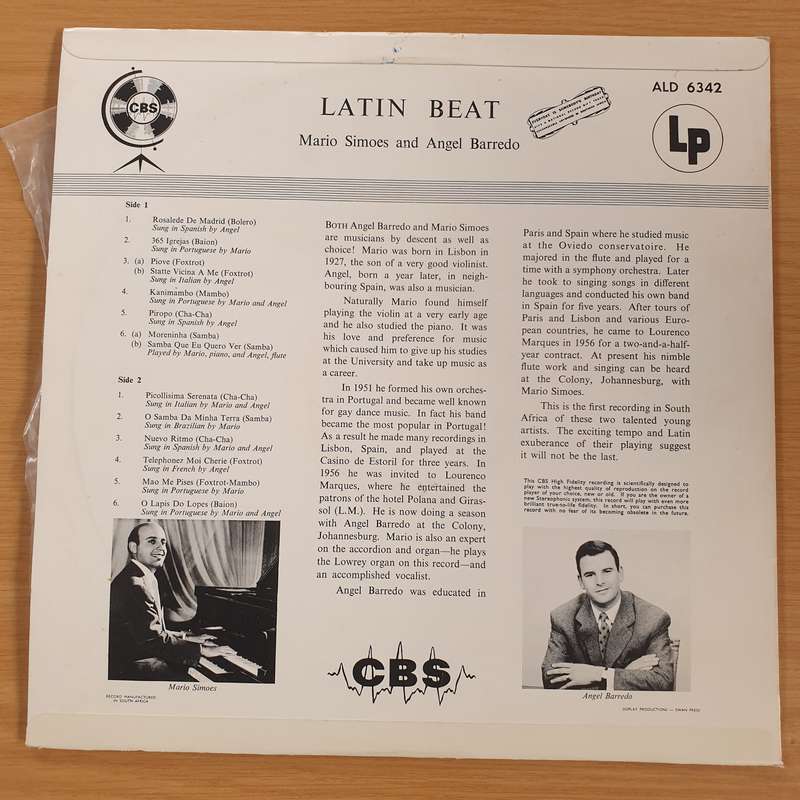 CBS
LATIN BEAT
Mario Simoes and Angel Barredo
ALD 6342
LP
Side 1
1. Rosalede De Madrid (Bolero)
Sung in Spanish by Angel
2. 365 Igrejas (Baion)
Sung in Portuguese by Mario
3. (a) Piove (Foxtrot)
(b) Statte Vicina A Me (Foxtrot)
Sung in Italian by Angel
4. Kanimambo (Mambo)
Sung in Portuguese by Mario and Angel
5. Piropo (Cha-Cha)
Sung in Spanish by Angel
6. (a) Moreninha (Samba)
(b) Samba Que Eu Quero Ver (Samba)
Played by Mario, piano, and Angel, flute
Side 2
1. Picollisima Serenata (Cha-Cha)
Sung in Italian by Mario and Angel
2. O Samba Da Minha Terra (Samba)
Sung in Brazilian by Mario
3. Nuevo Ritmo (Cha-Cha)
Sung in Spanish by Mario and Angel
4. Telephonez Moi Cherie (Foxtrot)
Sung in French by Angel
5. Mao Me Pises (Foxtrot-Mambo)
Sung in Portuguese by Mario
6. O Lapis Do Lopes (Baion)
Sung in Portuguese by Mario and Angel
Mario Simoes
RECORD MANUFACTURED
IN SOUTH AFRICA
BOTH Angel Barredo and Mario Simoes
are musicians by descent as well as
choice! Mario was born in Lisbon in
1927, the son of a very good violinist.
Angel, born a year later, in neigh-
bouring Spain, was also a musician.
Naturally Mario found himself
playing the violin at a very early age
and he also studied the piano. It was
his love and preference for music
which caused him to give up his studies
at the University and take up music as
a career.
In 1951 he formed his own orches-
tra in Portugal and became well known
for gay dance music. In fact his band
became the most popular in Portugal!
As a result he made many recordings in
Lisbon, Spain, and played at the
Casino de Estoril for three years. In
1956 he was invited to Lourenco
Marques, where he entertained the
patrons of the hotel Polana and Giras-
sol (L.M.). He is now doing a season
with Angel Barredo at the Colony,
Johannesburg. Mario is also an expert
on the accordion and organ—he plays
the Lowrey organ on this record—and
an accomplished vocalist.
Angel Barredo was educated in
CBS
Paris and Spain where he studied music
at the Oviedo conservatoire. He
majored in the flute and played for a
time with a symphony orchestra. Later
he took to singing songs in different
languages and conducted his own band
in Spain for five years. After tours of
Paris and Lisbon and various Euro-
pean countries, he came to Lourenco
Marques in 1956 for a two-and-a-half-
year contract. At present his nimble
flute work and singing can be heard
at the Colony, Johannesburg, with
Mario Simoes.
This is the first recording in South
Africa of these two talented young
artists. The exciting tempo and Latin
exuberance of their playing suggest
it will not be the last.
This CBS High Fidelity recording is scientifically designed to
play with the highest quality of reproduction on the record
player of your choice, new or old. If you are the owner of a
new Stereophonic system, this record will play with even more
brilliant true-to-life fidelity. In short, you can purchase this
record with no fear of its becoming obsolete in the future.
Angel Barredo
DISPLAY PRODUCTIONS — SWAN PRESS